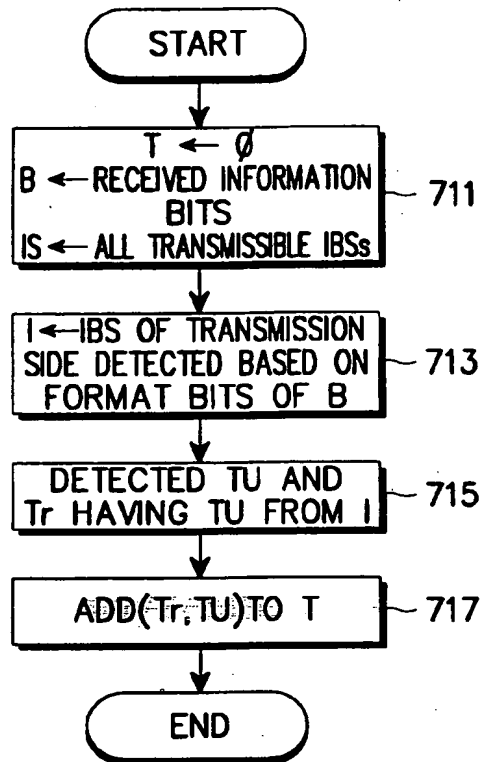 START
T ← Ø
B ← RECEIVED INFORMATION
BITS
IS ← ALL TRANSMISSIBLE IBSs
711
I ← IBS OF TRANSMISSION
SIDE DETECTED BASED ON
FORMAT BITS OF B
713
DETECTED TU AND
Tr HAVING TU FROM I
715
ADD(Tr,TU)TO T
717
END